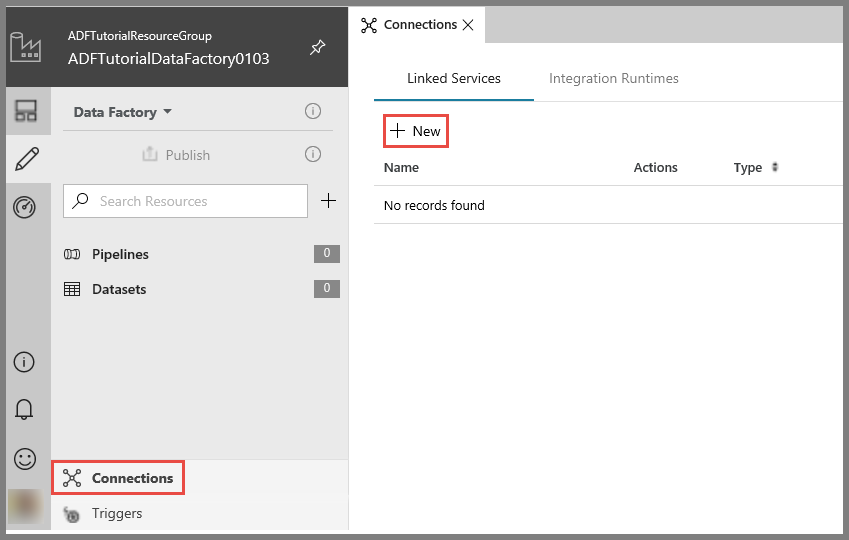 ADFTutorialResourceGroup
ADFTutorialDataFactory0103
Data Factory
Publish
Search Resources
Pipelines 0
Datasets 0
Connections
Triggers
Connections
Linked Services Integration Runtimes
New
Name Actions Type
No records found